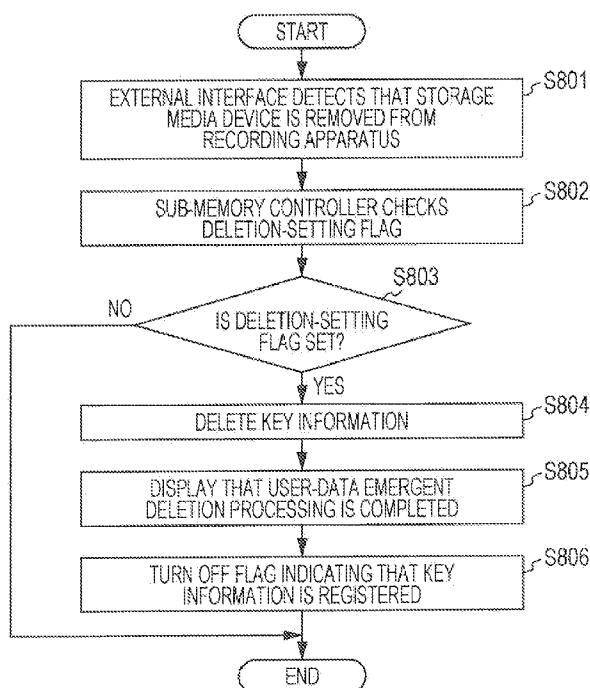 START
EXTERNAL INTERFACE DETECTS THAT STORAGE
MEDIA DEVICE IS REMOVED FROM
RECORDING APPARATUS
S801
SUB-MEMORY CONTROLLER CHECKS
DELETION-SETTING FLAG
S802
S803
NO
IS DELETION-SETTING
FLAG SET?
YES
DELETE KEY INFORMATION
S804
DISPLAY THAT USER-DATA EMERGENT
DELETION PROCESSING IS COMPLETED
S805
TURN OFF FLAG INDICATING THAT KEY
INFORMATION IS REGISTERED
S806
END